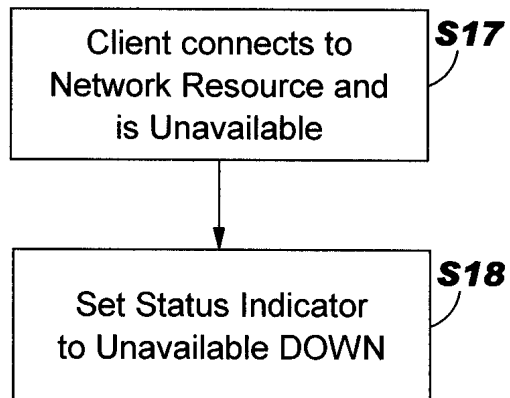 Client connects to
Network Resource and
is Unavailable
S17
Set Status Indicator
to Unavailable DOWN
S18